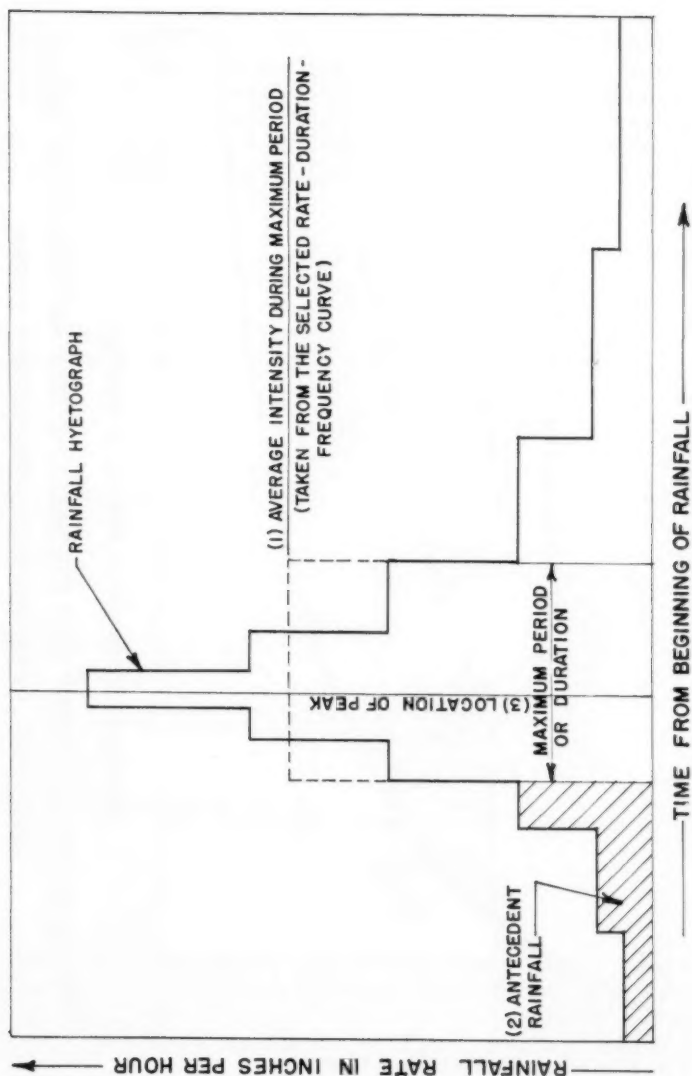 RAINFALL HYETOGRAPH
(1) AVERAGE INTENSITY DURING MAXIMUM PERIOD
(TAKEN FROM THE SELECTED RATE-DURATION-
FREQUENCY CURVE)
(3) LOCATION OF PEAK
MAXIMUM PERIOD
OR DURATION
(2) ANTECEDENT
RAINFALL
RAINFALL RATE IN INCHES PER HOUR
TIME FROM BEGINNING OF RAINFALL